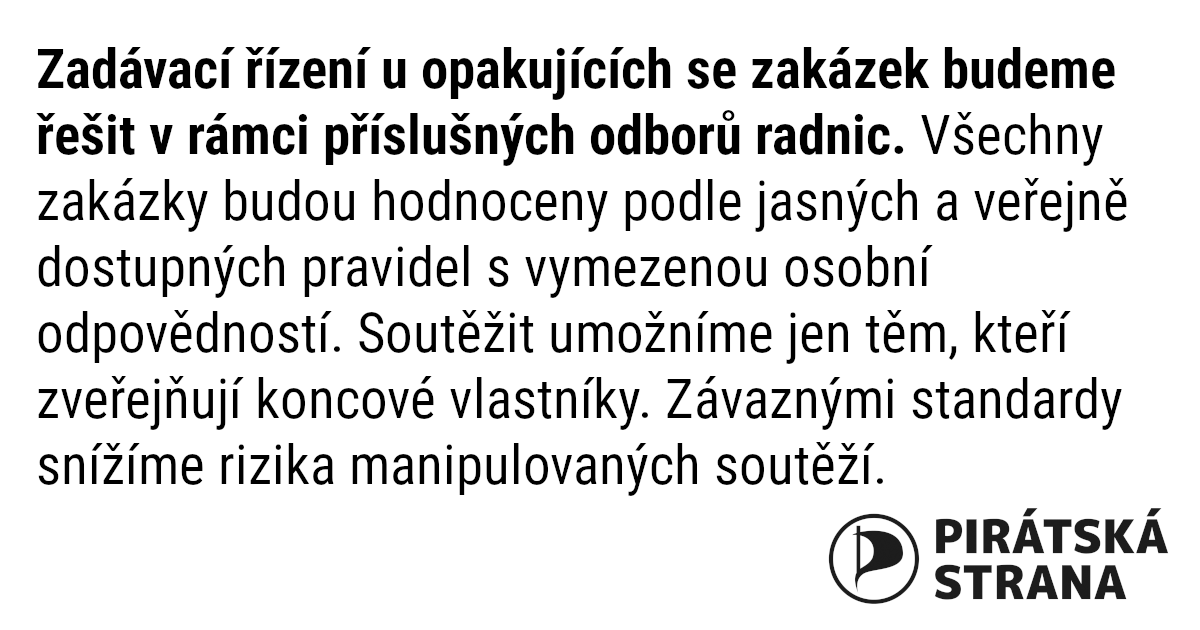 Zadávací řízení u opakujících se zakázek budeme
řešit v rámci příslušných odborů radnic. Všechny
zakázky budou hodnoceny podle jasných a veřejně
dostupných pravidel s vymezenou osobní
odpovědností. Soutěžit umožníme jen těm, kteří
zveřejňují koncové vlastníky. Závaznými standardy
snížíme rizika manipulovaných soutěží.
PIRÁTSKÁ
STRANA